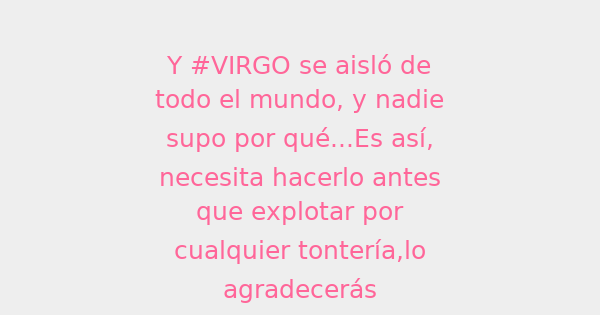 Y #VIRGO se aisló de
todo el mundo, y nadie
supo por qué...Es así,
necesita hacerlo antes
que explotar por
cualquier tontería,lo
agradecerás